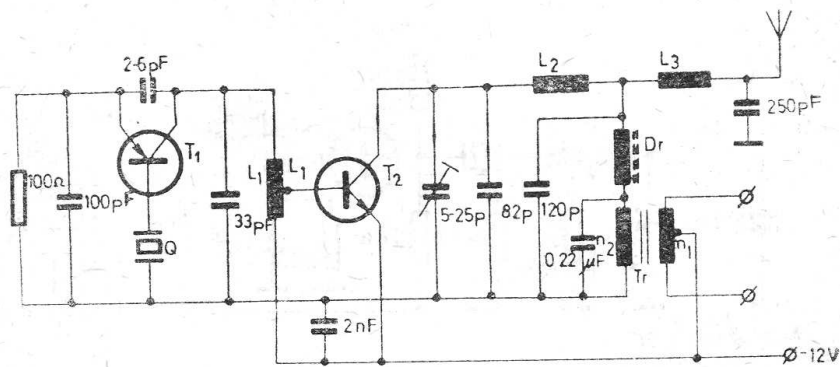 2-6pF
T1
100Ω
100pF
Q
33pF
L1
L1
T2
2nF
5-25p
82p
120p
L2
L3
Dr
250pF
0.22 μF
n2
Tr
n1
-12V